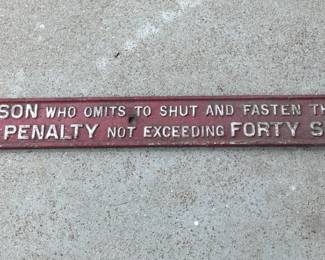 SON WHO OMITS TO SHUT AND FASTEN TH
PENALTY NOT EXCEEDING FORTY S